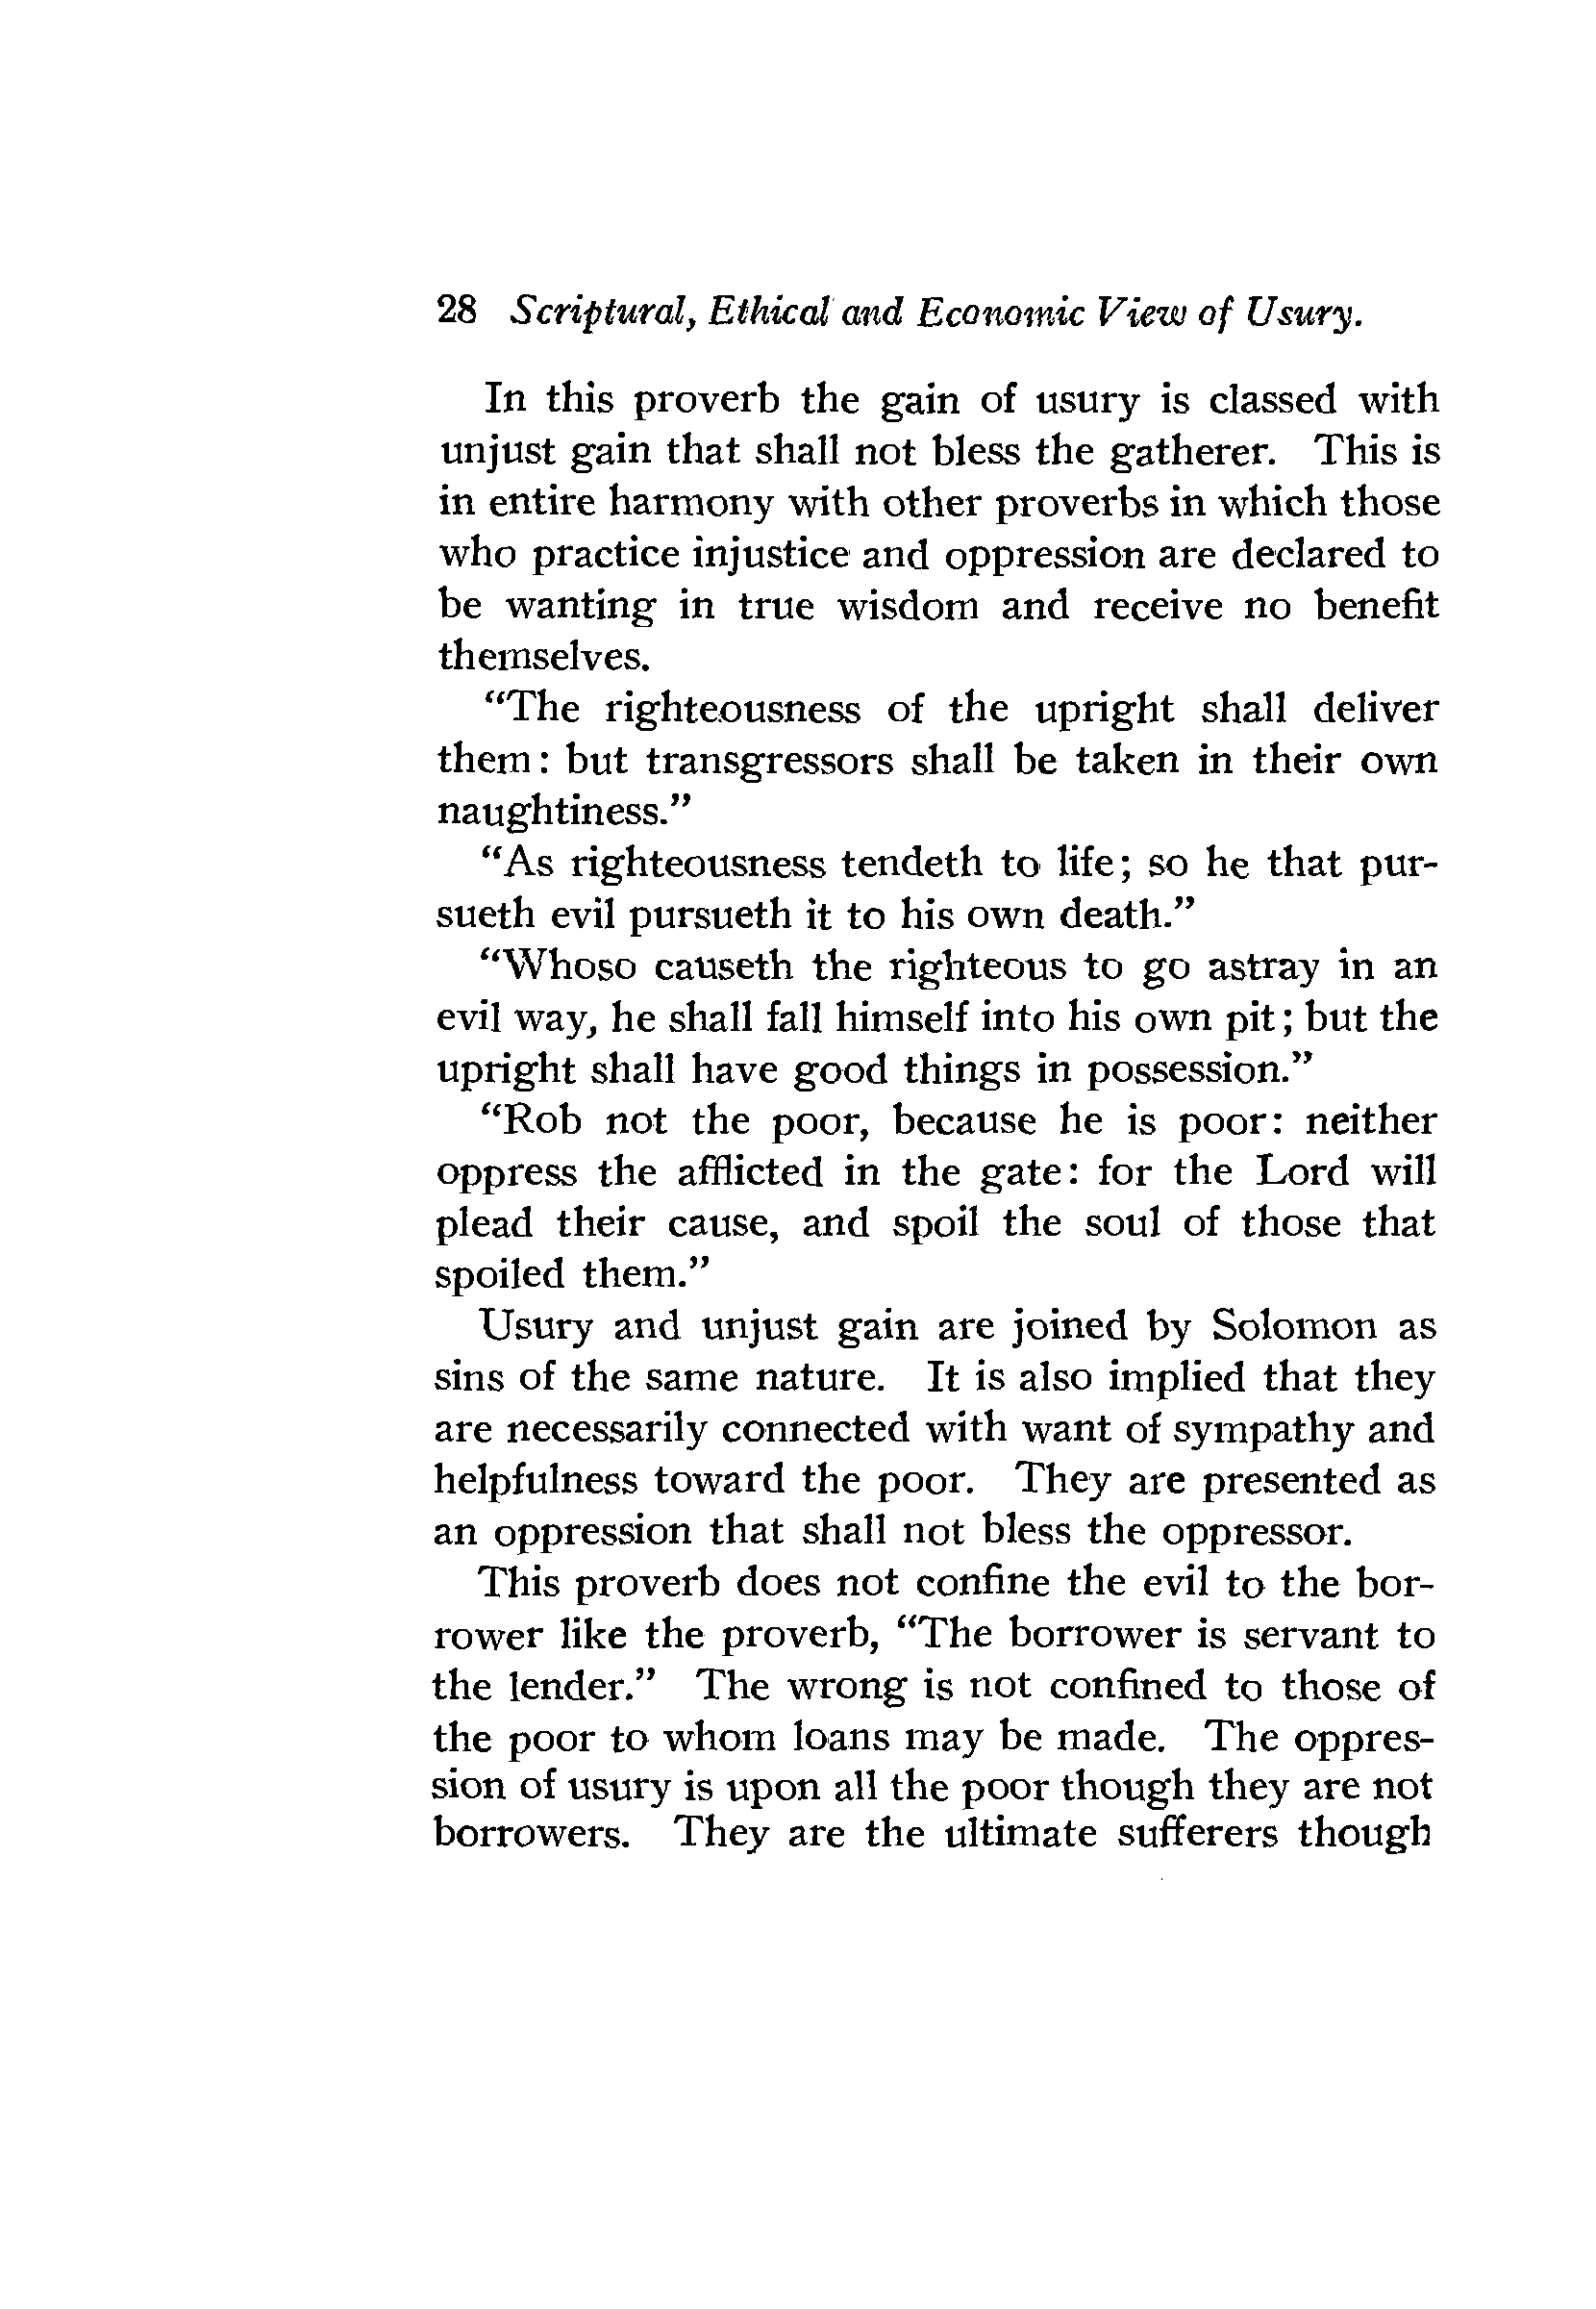 28 Scriptural, Ethical and Economic View of Usury.
In this proverb the gain of usury is classed with
unjust gain that shall not bless the gatherer. This is
in entire harmony with other proverbs in which those
who practice injustice and oppression are declared to
be wanting in true wisdom and receive no benefit
themselves.
“The righteousness of the upright shall deliver
them: but transgressors shall be taken in their own
naughtiness.”
“As righteousness tendeth to life; so he that pur-
sueth evil pursueth it to his own death.”
“Whoso causeth the righteous to go astray in an
evil way, he shall fall himself into his own pit; but the
upright shall have good things in possession.”
“Rob not the poor, because he is poor: neither
oppress the afflicted in the gate: for the Lord will
plead their cause, and spoil the soul of those that
spoiled them.”
Usury and unjust gain are joined by Solomon as
sins of the same nature. It is also implied that they
are necessarily connected with want of sympathy and
helpfulness toward the poor. They are presented as
an oppression that shall not bless the oppressor.
This proverb does not confine the evil to the bor-
rower like the proverb, “The borrower is servant to
the lender.” The wrong is not confined to those of
the poor to whom loans may be made. The oppres-
sion of usury is upon all the poor though they are not
borrowers. They are the ultimate sufferers though